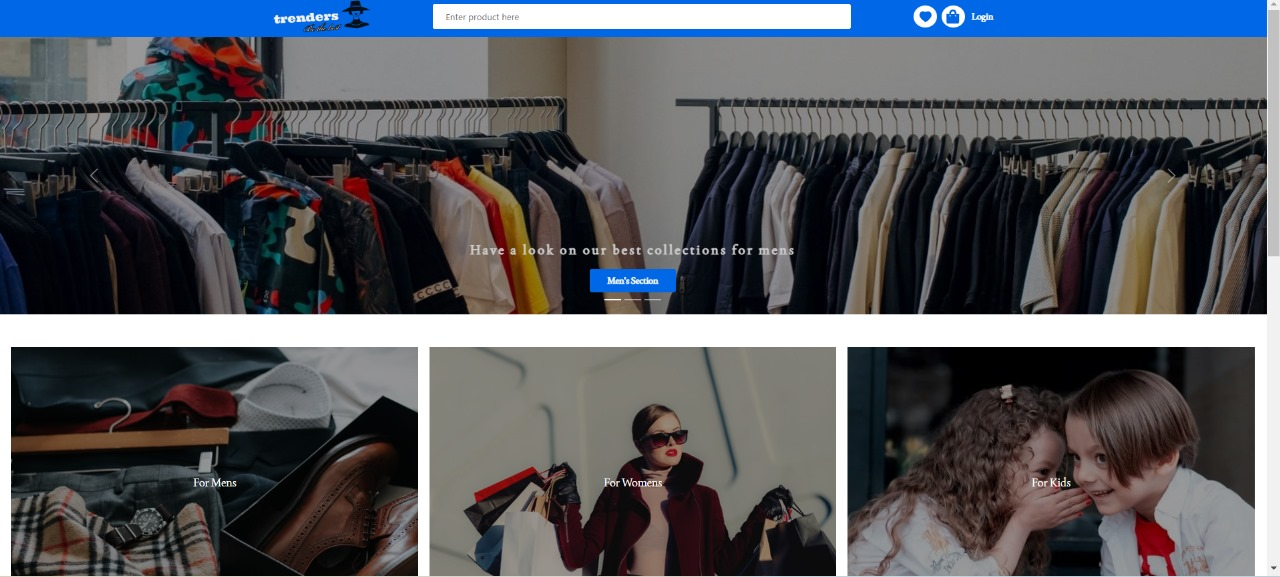 trenders
Enter product here
Login
Have a look on our best collections for mens
Men's Section
For Mens
For Womens
For Kids